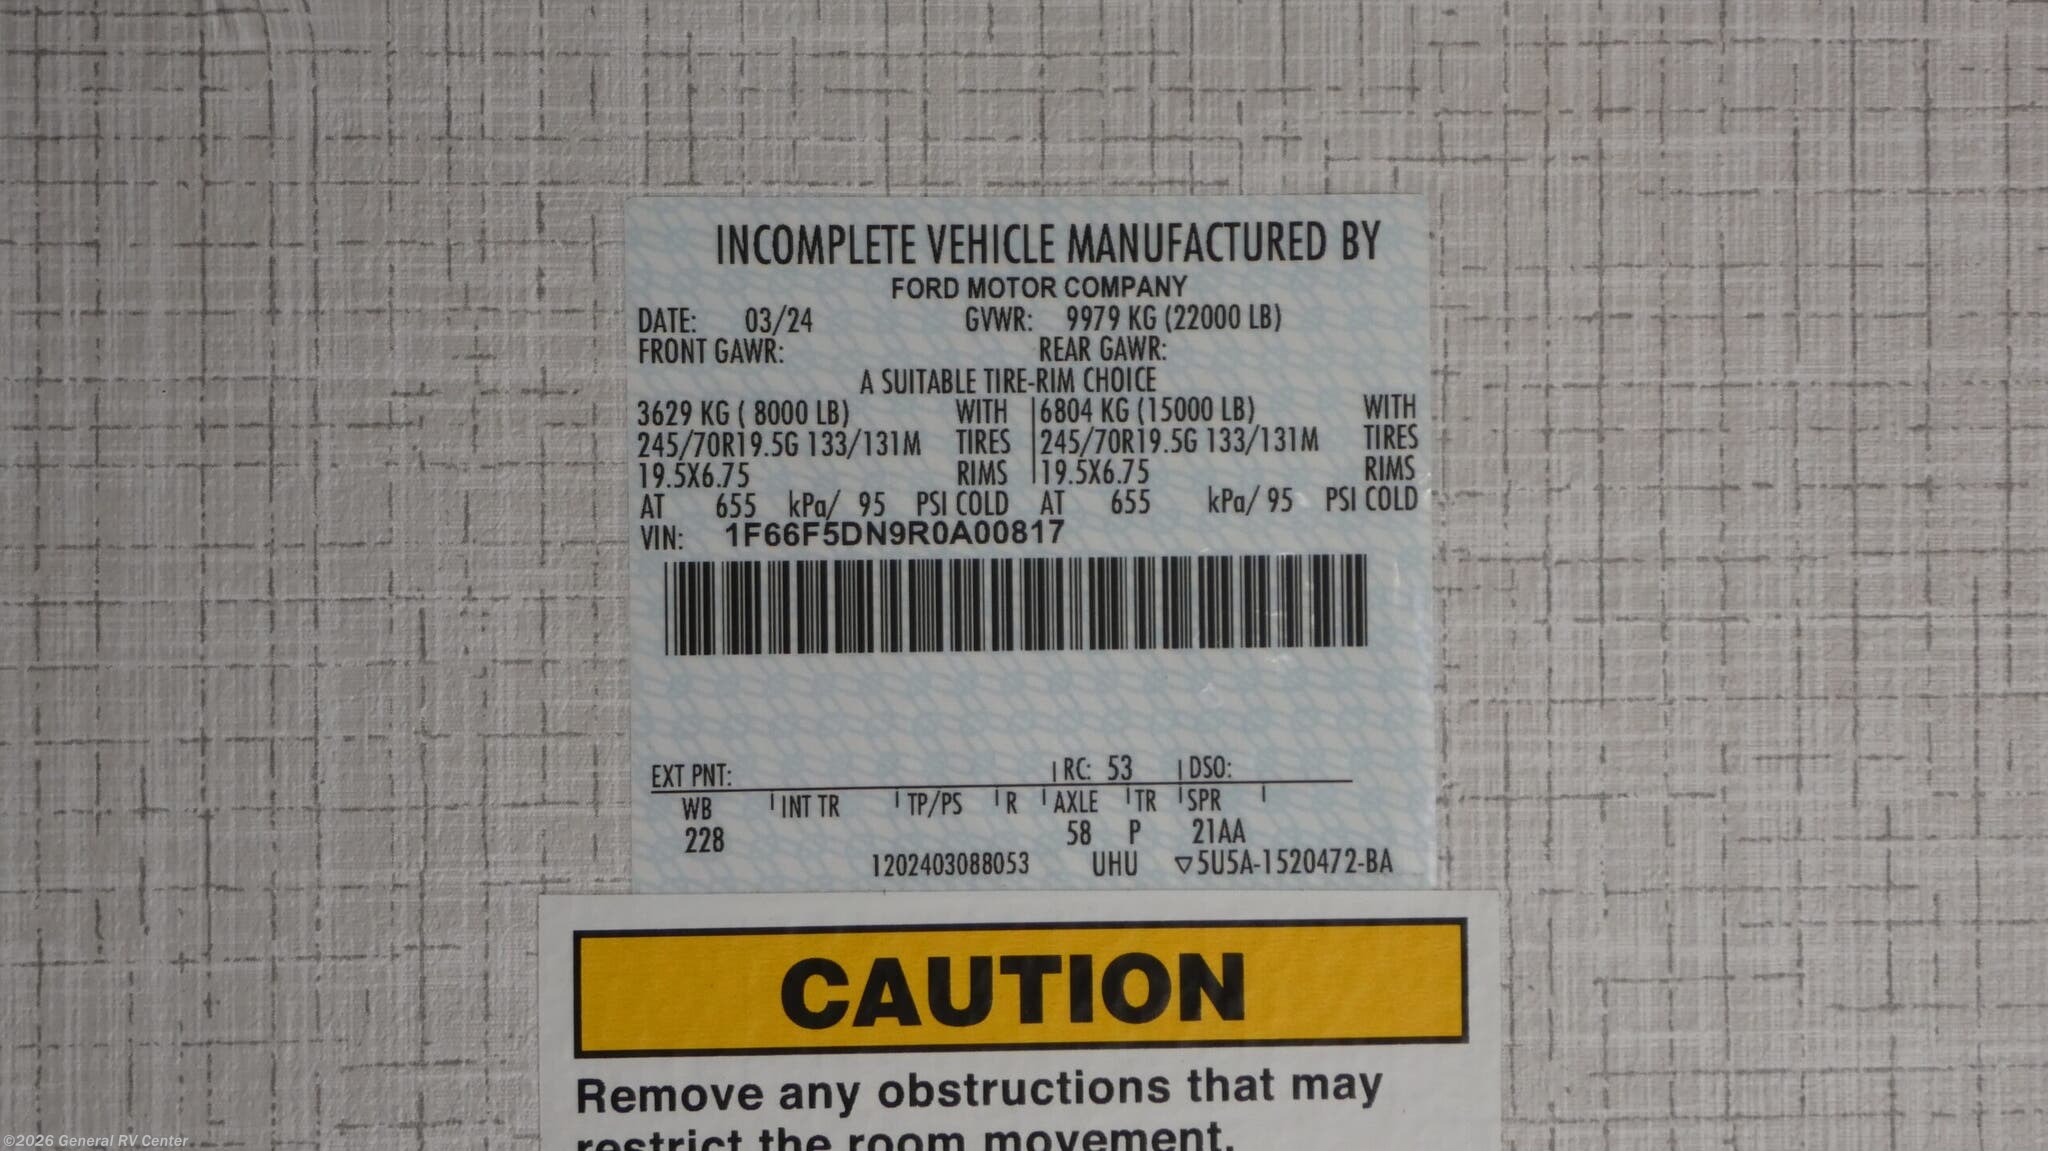 INCOMPLETE VEHICLE MANUFACTURED BY
FORD MOTOR COMPANY
DATE: 03/24 GVWR: 9979 KG (22000 LB)
FRONT GAWR: REAR GAWR:
A SUITABLE TIRE-RIM CHOICE
3629 KG ( 8000 LB) WITH 6804 KG (15000 LB) WITH
245/70R19.5G 133/131M TIRES 245/70R19.5G 133/131M TIRES
19.5X6.75 RIMS 19.5X6.75 RIMS
AT 655 kPa/ 95 PSI COLD AT 655 kPa/ 95 PSI COLD
VIN: 1F66F5DN9R0A00817
EXT PNT: RC: 53 DSO:
WB INT TR TP/PS R AXLE TR SPR
228 58 P 21AA
1202403088053 UHU ▽5U5A-1520472-BA
CAUTION
Remove any obstructions that may
restrict the room movement.
©2026 General RV Center